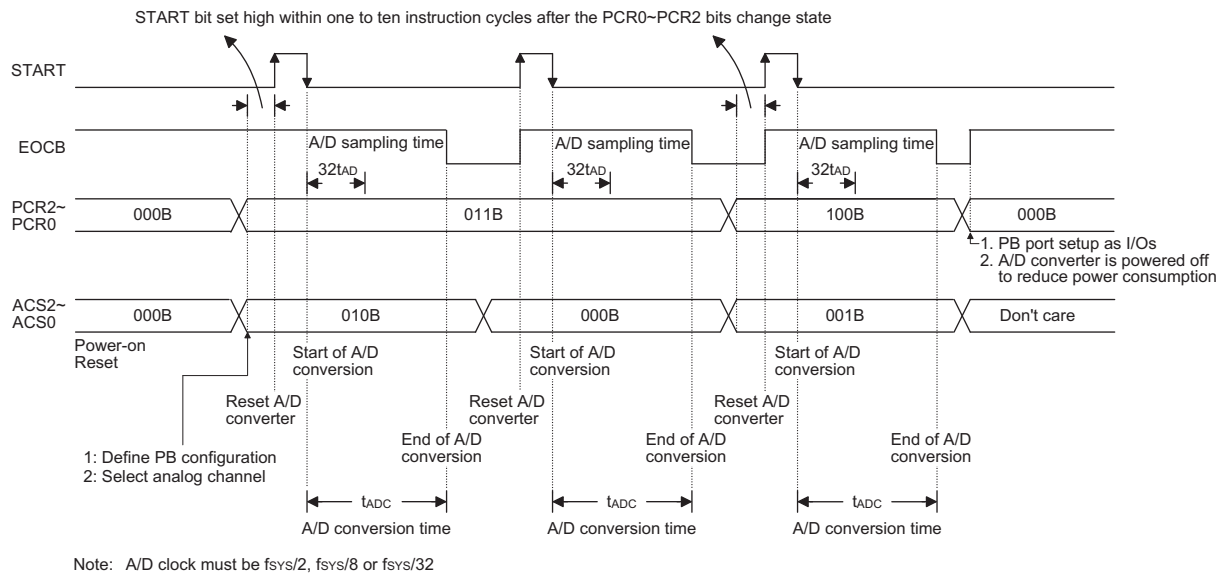 START bit set high within one to ten instruction cycles after the PCR0~PCR2 bits change state
START
EOCB
A/D sampling time
A/D sampling time
A/D sampling time
32tAD
32tAD
32tAD
PCR2~
PCR0
000B
011B
100B
000B
1. PB port setup as I/Os
2. A/D converter is powered off
to reduce power consumption
ACS2~
ACS0
000B
010B
000B
001B
Don't care
Power-on
Reset
Start of A/D
conversion
Start of A/D
conversion
Start of A/D
conversion
Reset A/D
converter
Reset A/D
converter
Reset A/D
converter
1: Define PB configuration
2: Select analog channel
End of A/D
conversion
End of A/D
conversion
End of A/D
conversion
tADC
tADC
tADC
A/D conversion time
A/D conversion time
A/D conversion time
Note: A/D clock must be fSYS/2, fSYS/8 or fSYS/32